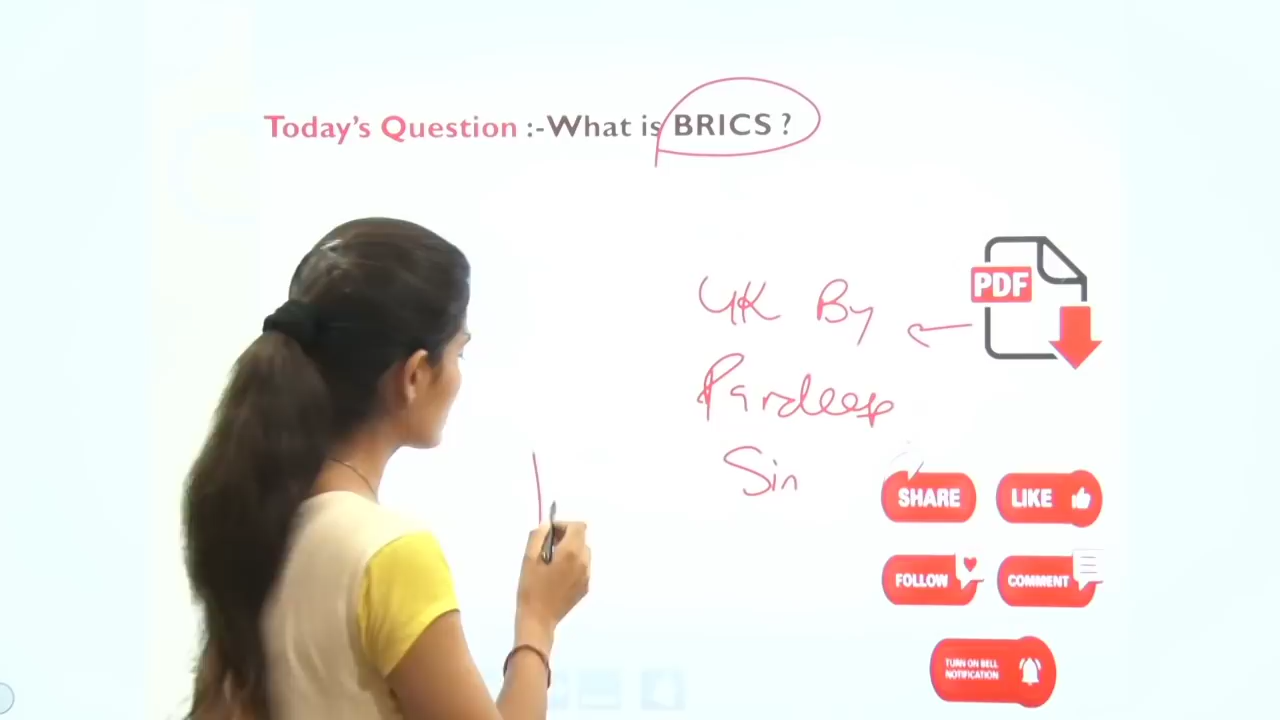 Today's Question :-What is BRICS ?
GK By
PDF
Pardeep
Sin
SHARE
LIKE
FOLLOW
COMMENT
TURN ON BELL
NOTIFICATION